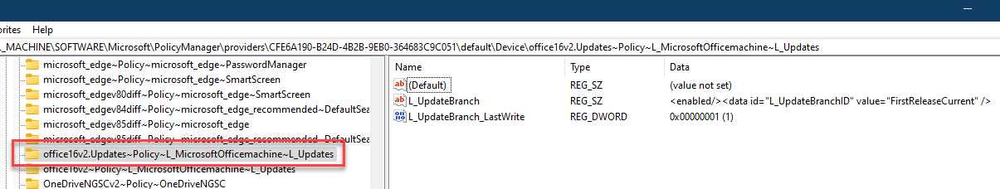 orites Help
L_MACHINE\SOFTWARE\Microsoft\PolicyManager\providers\CFE6A190-B24D-4B2B-9EB0-364683C9C051\default\Device\office16v2.Updates~Policy~L_MicrosoftOfficemachine~L_Updates
microsoft_edge~Policy~microsoft_edge~PasswordManager
microsoft_edge~Policy~microsoft_edge~SmartScreen
microsoft_edgev80diff~Policy~microsoft_edge~SmartScreen
microsoft_edgev84diff~Policy~microsoft_edge_recommended~DefaultSea
microsoft_edgev85diff~Policy~microsoft_edge
microsoft_edgev85diff~Policy~microsoft_edge_recommended~DefaultSea
office16v2.Updates~Policy~L_MicrosoftOfficemachine~L_Updates
office16v2~Policy~L_MicrosoftOfficemachine~L_Updates
OneDriveNGSCv2~Policy~OneDriveNGSC
Name Type Data
(Default) REG_SZ (value not set)
L_UpdateBranch REG_SZ <enabled/><data id="L_UpdateBranchID" value="FirstReleaseCurrent" />
L_UpdateBranch_LastWrite REG_DWORD 0x00000001 (1)